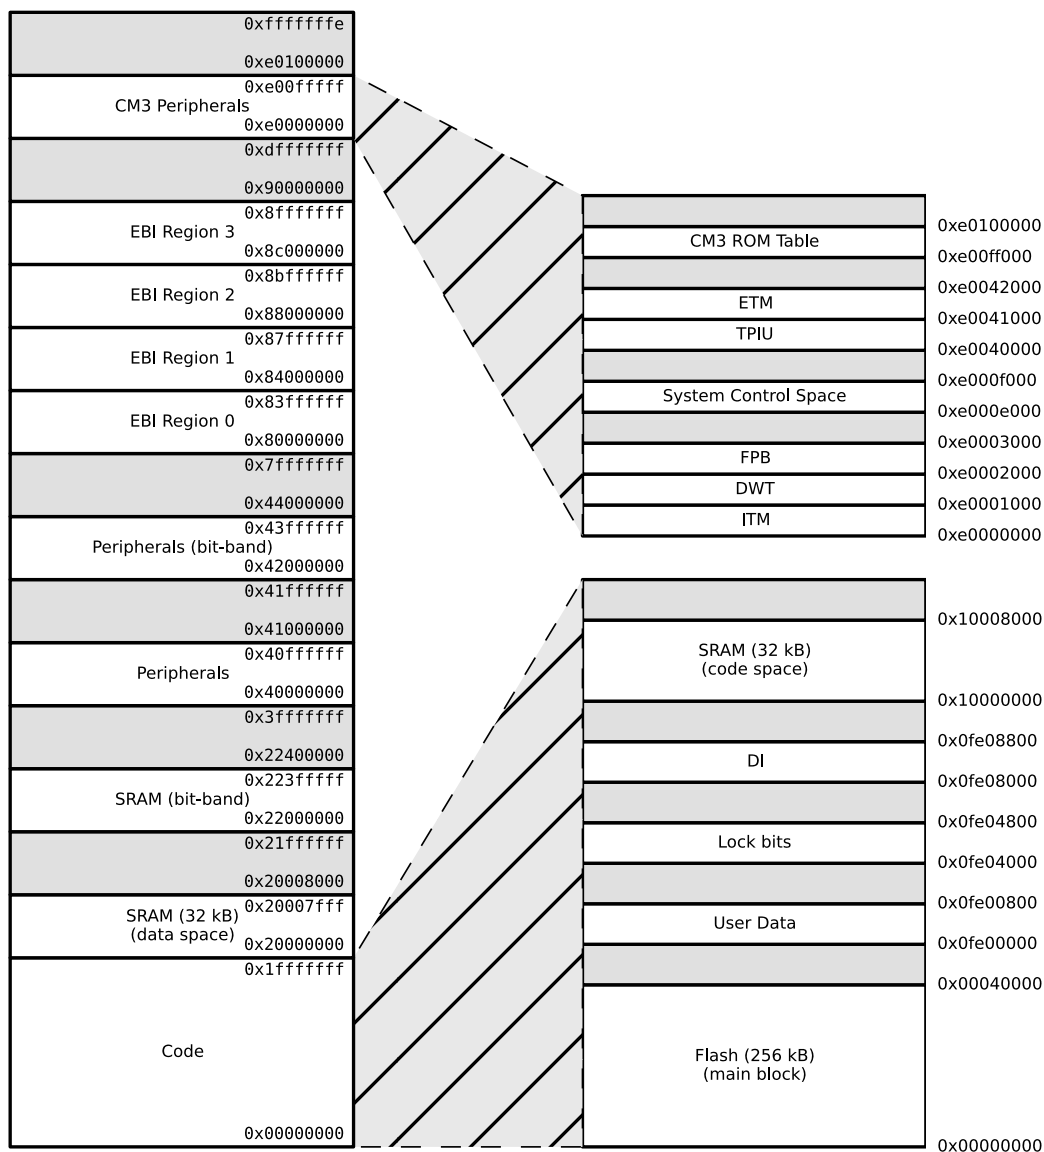 0xfffffffe
0xe0100000
0xe00fffff
CM3 Peripherals
0xe0000000
0xdfffffff
0x90000000
0x8fffffff
EBI Region 3
0x8c000000
0x8bffffff
EBI Region 2
0x88000000
0x87ffffff
EBI Region 1
0x84000000
0x83ffffff
EBI Region 0
0x80000000
0x7fffffff
0x44000000
0x43ffffff
Peripherals (bit-band)
0x42000000
0x41ffffff
0x41000000
0x40ffffff
Peripherals
0x40000000
0x3fffffff
0x22400000
0x223fffff
SRAM (bit-band)
0x22000000
0x21ffffff
0x20008000
0x20007fff
SRAM (32 kB)
(data space)
0x20000000
0x1fffffff
Code
0x00000000
0xe0100000
CM3 ROM Table
0xe00ff000
0xe0042000
ETM
0xe0041000
TPIU
0xe0040000
0xe000f000
System Control Space
0xe000e000
0xe0003000
FPB
0xe0002000
DWT
0xe0001000
ITM
0xe0000000
0x10008000
SRAM (32 kB)
(code space)
0x10000000
0x0fe08800
DI
0x0fe08000
0x0fe04800
Lock bits
0x0fe04000
0x0fe00800
User Data
0x0fe00000
0x00040000
Flash (256 kB)
(main block)
0x00000000